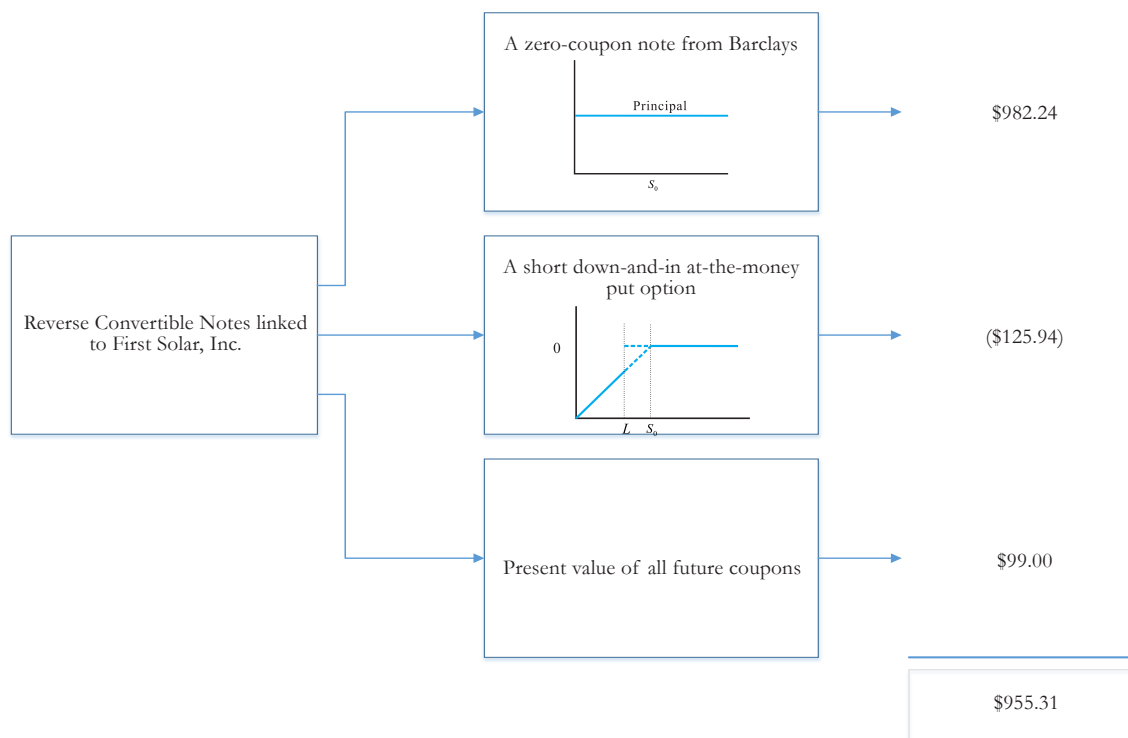 A zero-coupon note from Barclays
Principal
S₀
$982.24
Reverse Convertible Notes linked
to First Solar, Inc.
A short down-and-in at-the-money
put option
0
L S₀
($125.94)
Present value of all future coupons
$99.00
$955.31